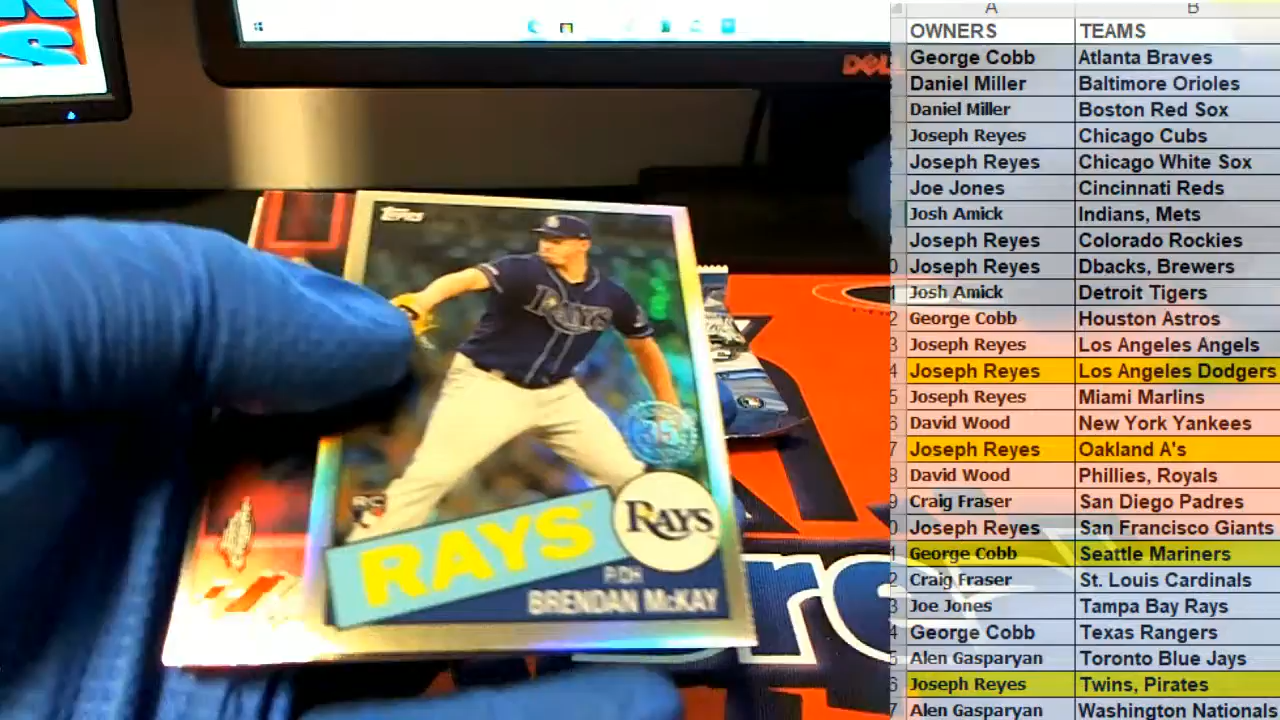 DELL
Topps
RAYS
35
RC
RAYS
RAYS
P/DH
BRENDAN McKAY
A B
OWNERS TEAMS
George Cobb Atlanta Braves
Daniel Miller Baltimore Orioles
Daniel Miller Boston Red Sox
Joseph Reyes Chicago Cubs
Joseph Reyes Chicago White Sox
Joe Jones Cincinnati Reds
Josh Amick Indians, Mets
Joseph Reyes Colorado Rockies
Joseph Reyes Dbacks, Brewers
Josh Amick Detroit Tigers
George Cobb Houston Astros
Joseph Reyes Los Angeles Angels
Joseph Reyes Los Angeles Dodgers
Joseph Reyes Miami Marlins
David Wood New York Yankees
Joseph Reyes Oakland A's
David Wood Phillies, Royals
Craig Fraser San Diego Padres
Joseph Reyes San Francisco Giants
George Cobb Seattle Mariners
Craig Fraser St. Louis Cardinals
Joe Jones Tampa Bay Rays
George Cobb Texas Rangers
Alen Gasparyan Toronto Blue Jays
Joseph Reyes Twins, Pirates
Alen Gasparyan Washington Nationals